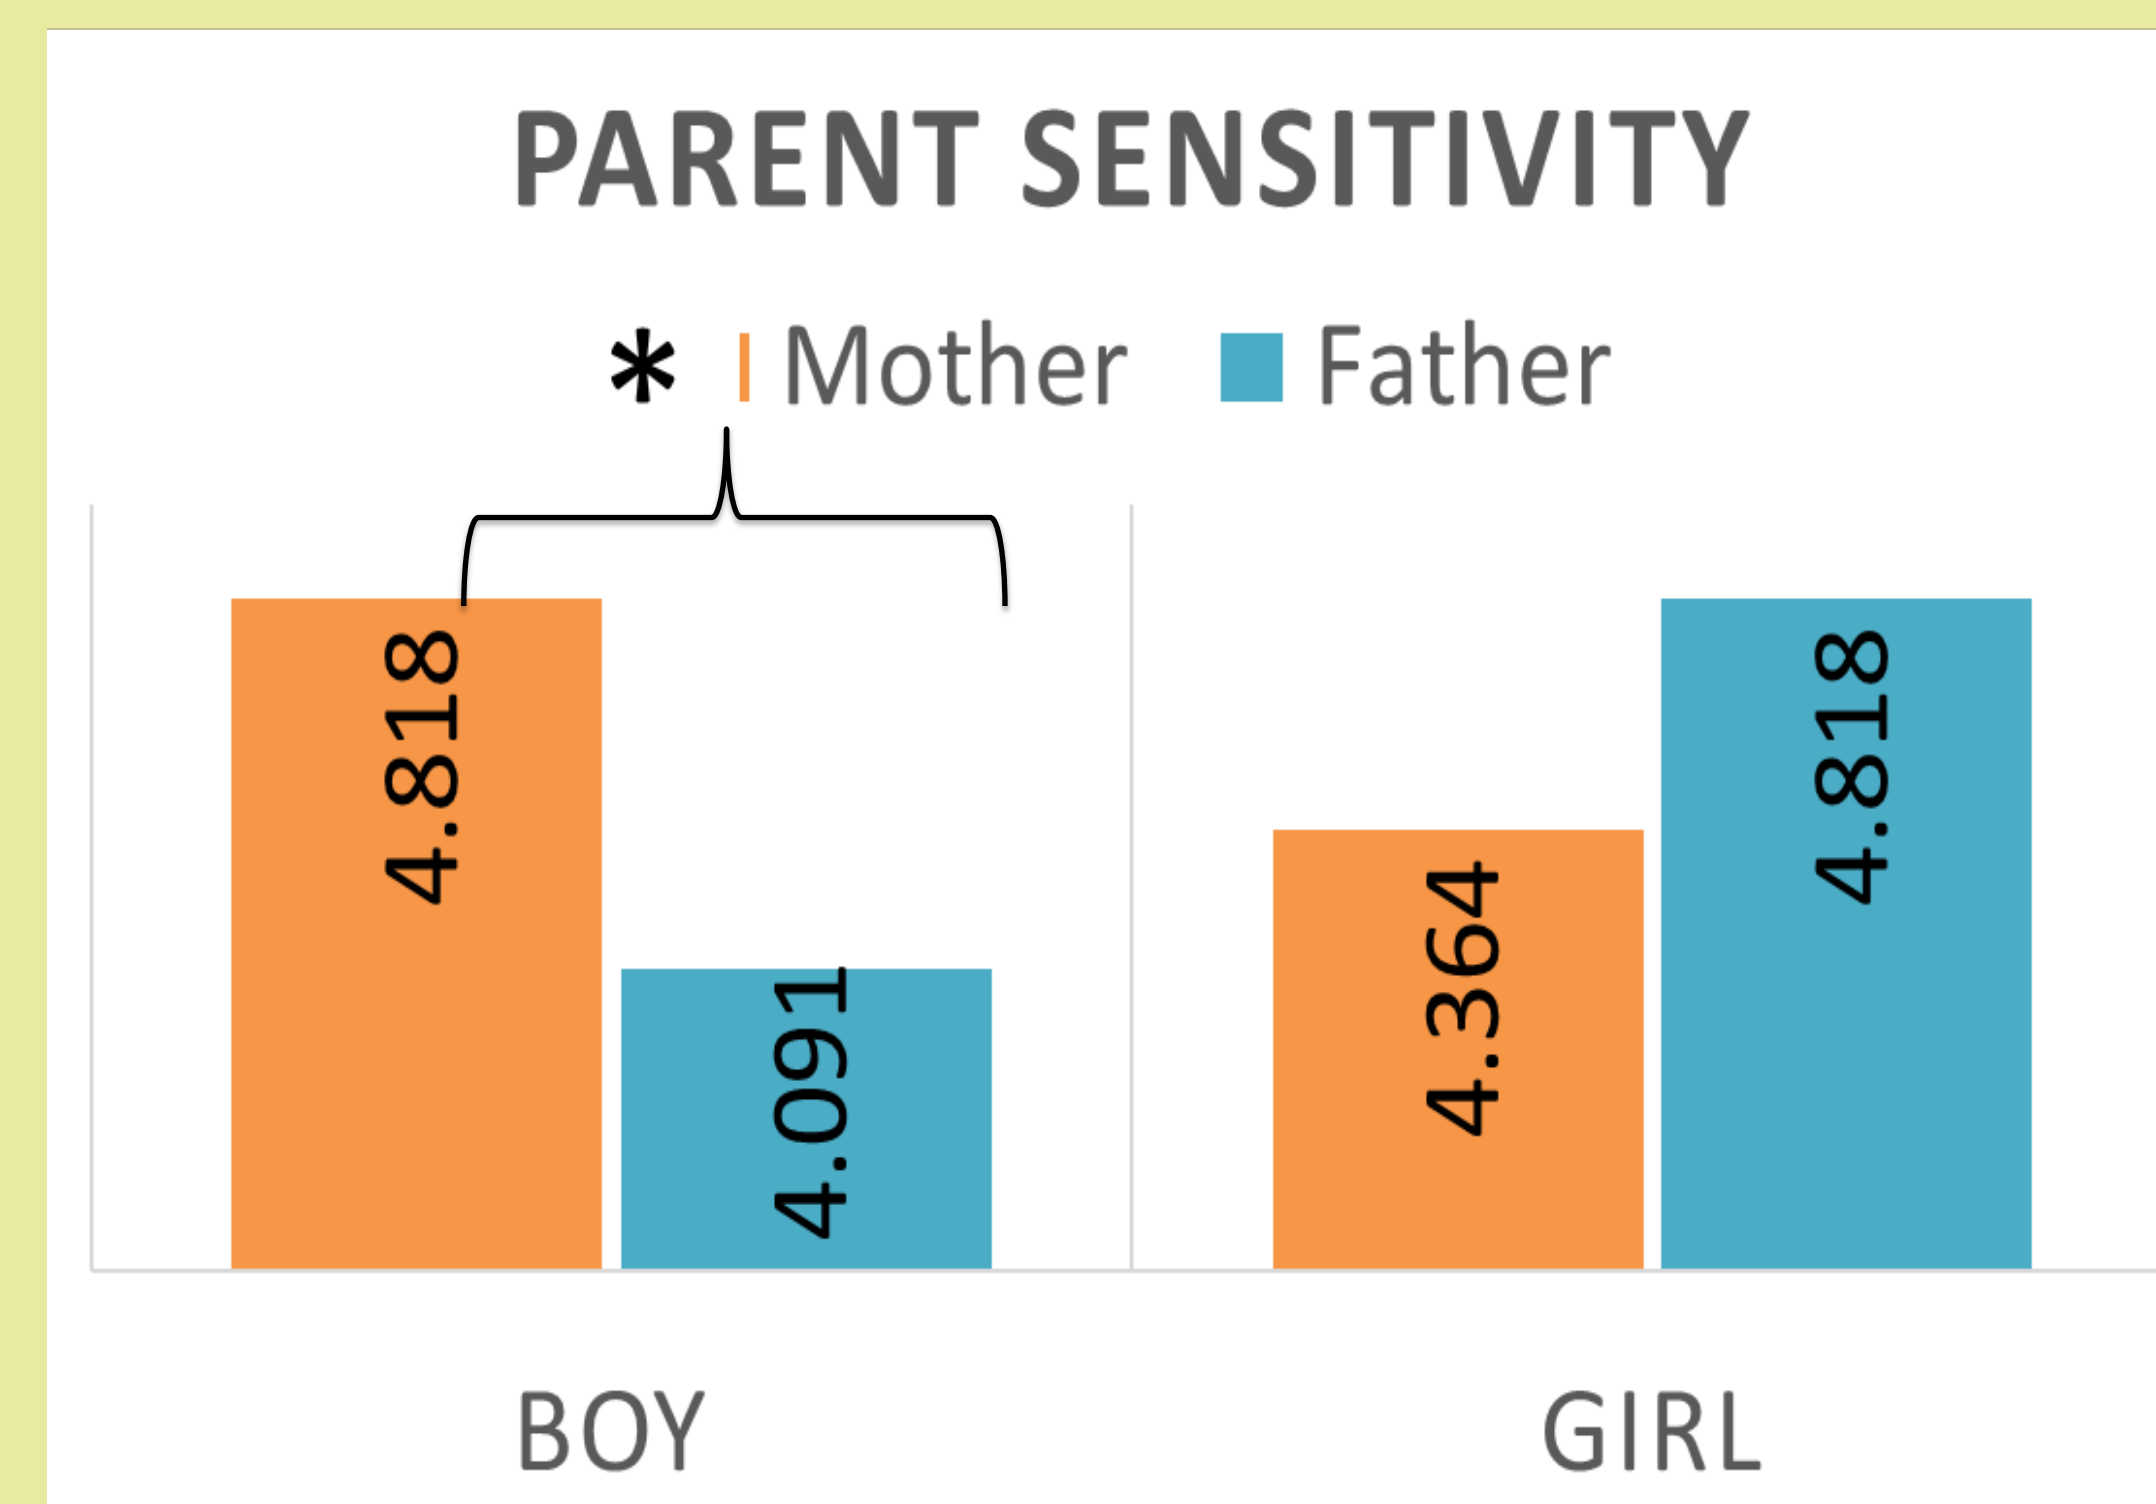 PARENT SENSITIVITY
* Mother Father
4.818
4.091
4.364
4.818
BOY GIRL